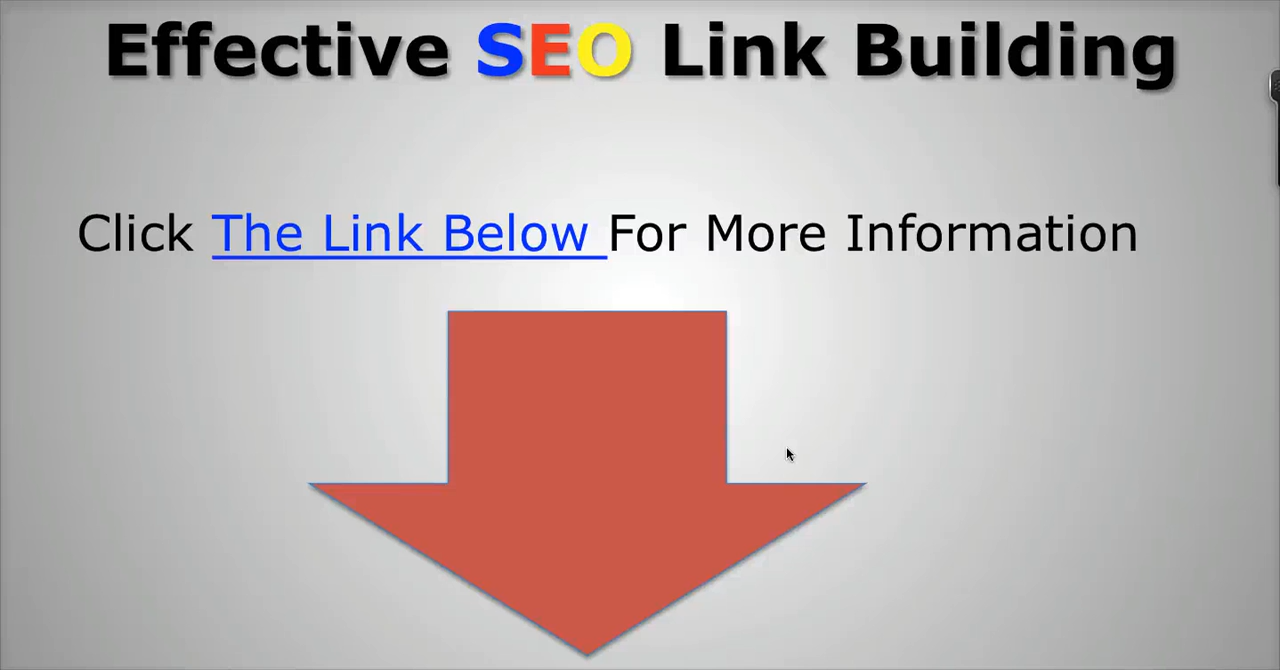 Effective SEO Link Building
Click The Link Below For More Information